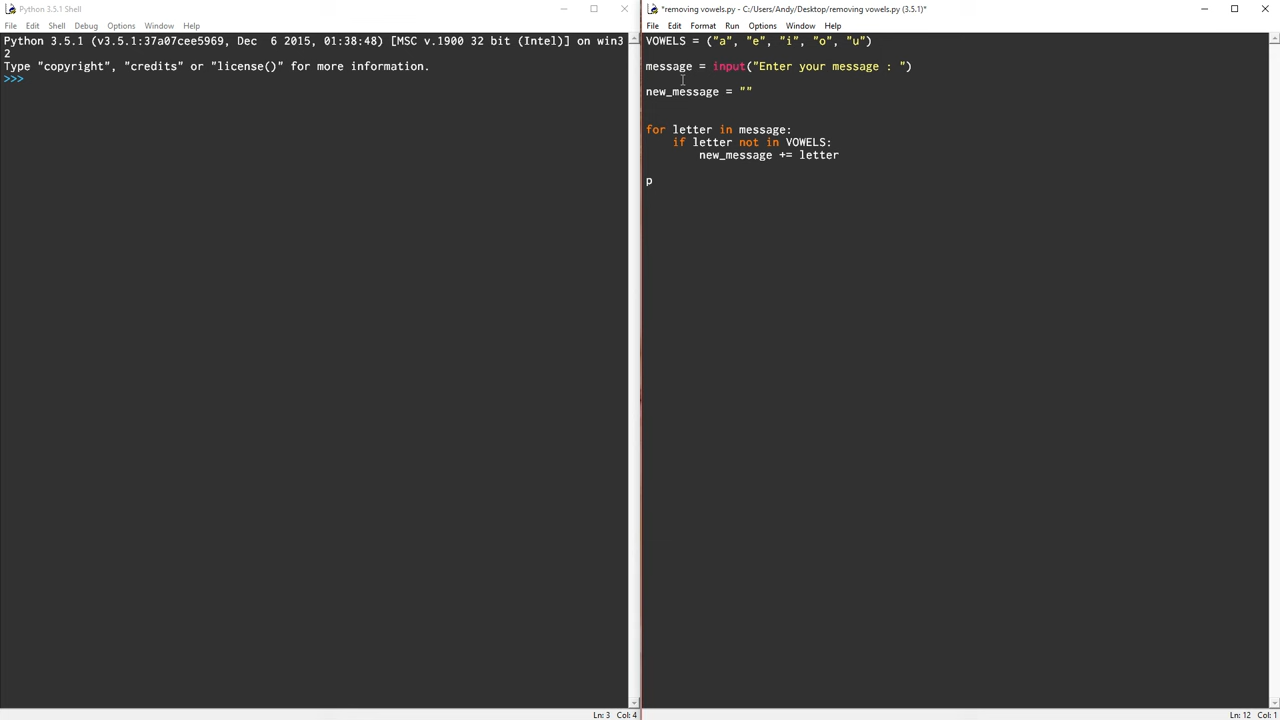 Python 3.5.1 Shell
File Edit Shell Debug Options Window Help
Python 3.5.1 (v3.5.1:37a07cee5969, Dec  6 2015, 01:38:48) [MSC v.1900 32 bit (Intel)] on win3
2
Type "copyright", "credits" or "license()" for more information.
>>>
Ln: 3 Col: 4
*removing vowels.py - C:/Users/Andy/Desktop/removing vowels.py (3.5.1)*
File Edit Format Run Options Window Help
VOWELS = ("a", "e", "i", "o", "u")
message = input("Enter your message : ")
new_message = ""
for letter in message:
    if letter not in VOWELS:
        new_message += letter
p
Ln: 12 Col: 1